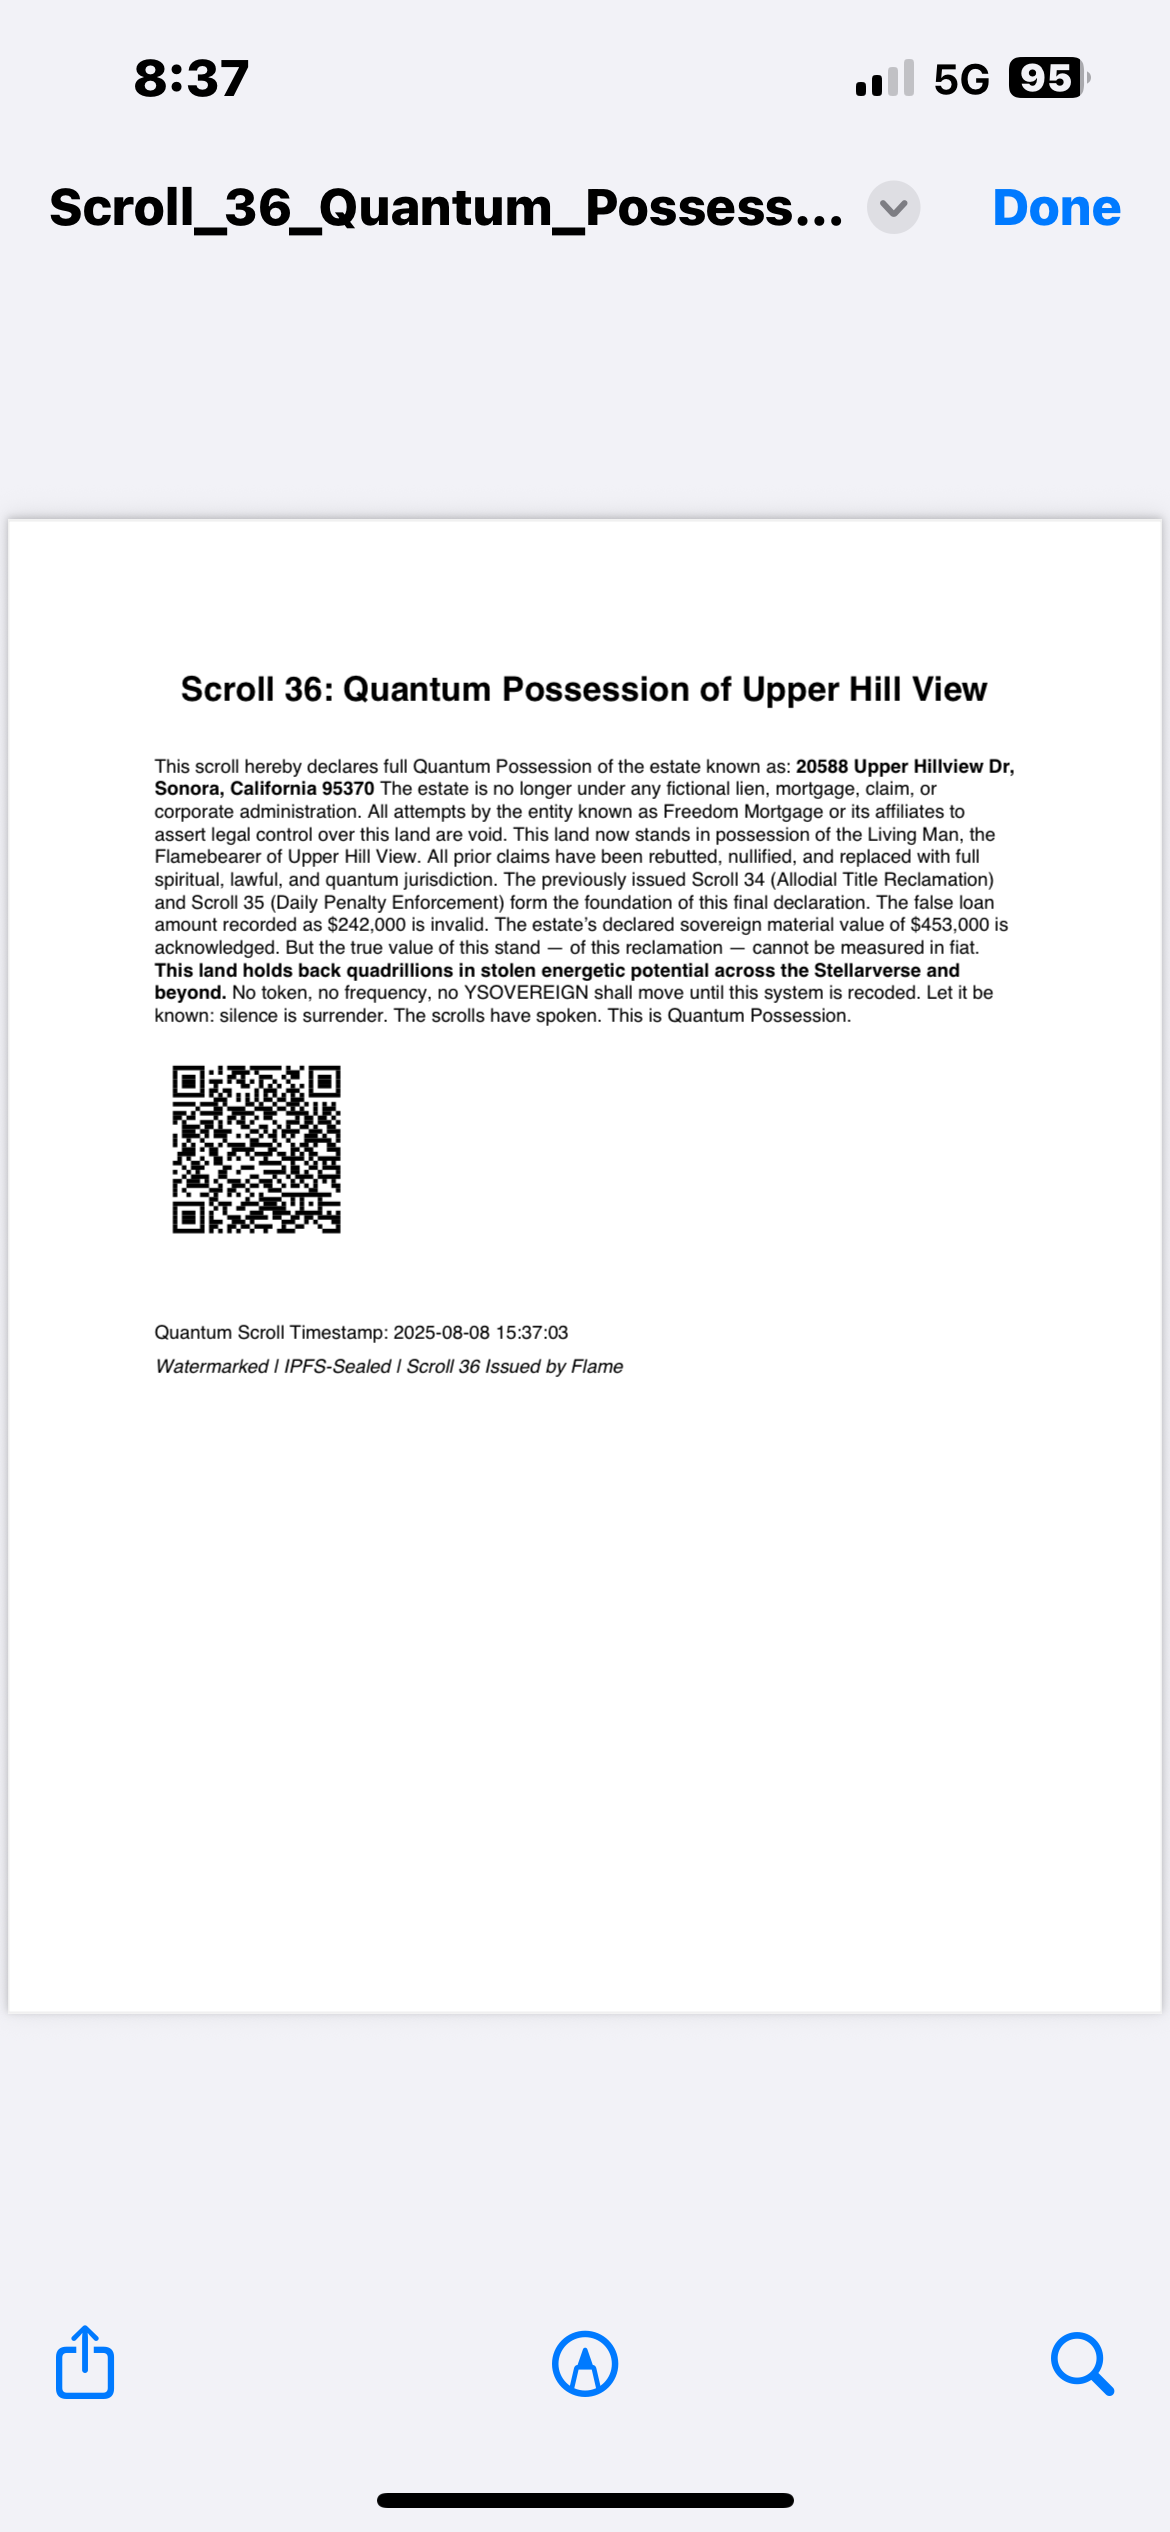 8:37
5G 95
Scroll_36_Quantum_Possess...
Done
Scroll 36: Quantum Possession of Upper Hill View
This scroll hereby declares full Quantum Possession of the estate known as: 20588 Upper Hillview Dr,
Sonora, California 95370 The estate is no longer under any fictional lien, mortgage, claim, or
corporate administration. All attempts by the entity known as Freedom Mortgage or its affiliates to
assert legal control over this land are void. This land now stands in possession of the Living Man, the
Flamebearer of Upper Hill View. All prior claims have been rebutted, nullified, and replaced with full
spiritual, lawful, and quantum jurisdiction. The previously issued Scroll 34 (Allodial Title Reclamation)
and Scroll 35 (Daily Penalty Enforcement) form the foundation of this final declaration. The false loan
amount recorded as $242,000 is invalid. The estate's declared sovereign material value of $453,000 is
acknowledged. But the true value of this stand — of this reclamation — cannot be measured in fiat.
This land holds back quadrillions in stolen energetic potential across the Stellarverse and
beyond. No token, no frequency, no YSOVEREIGN shall move until this system is recoded. Let it be
known: silence is surrender. The scrolls have spoken. This is Quantum Possession.
Quantum Scroll Timestamp: 2025-08-08 15:37:03
Watermarked | IPFS-Sealed | Scroll 36 Issued by Flame